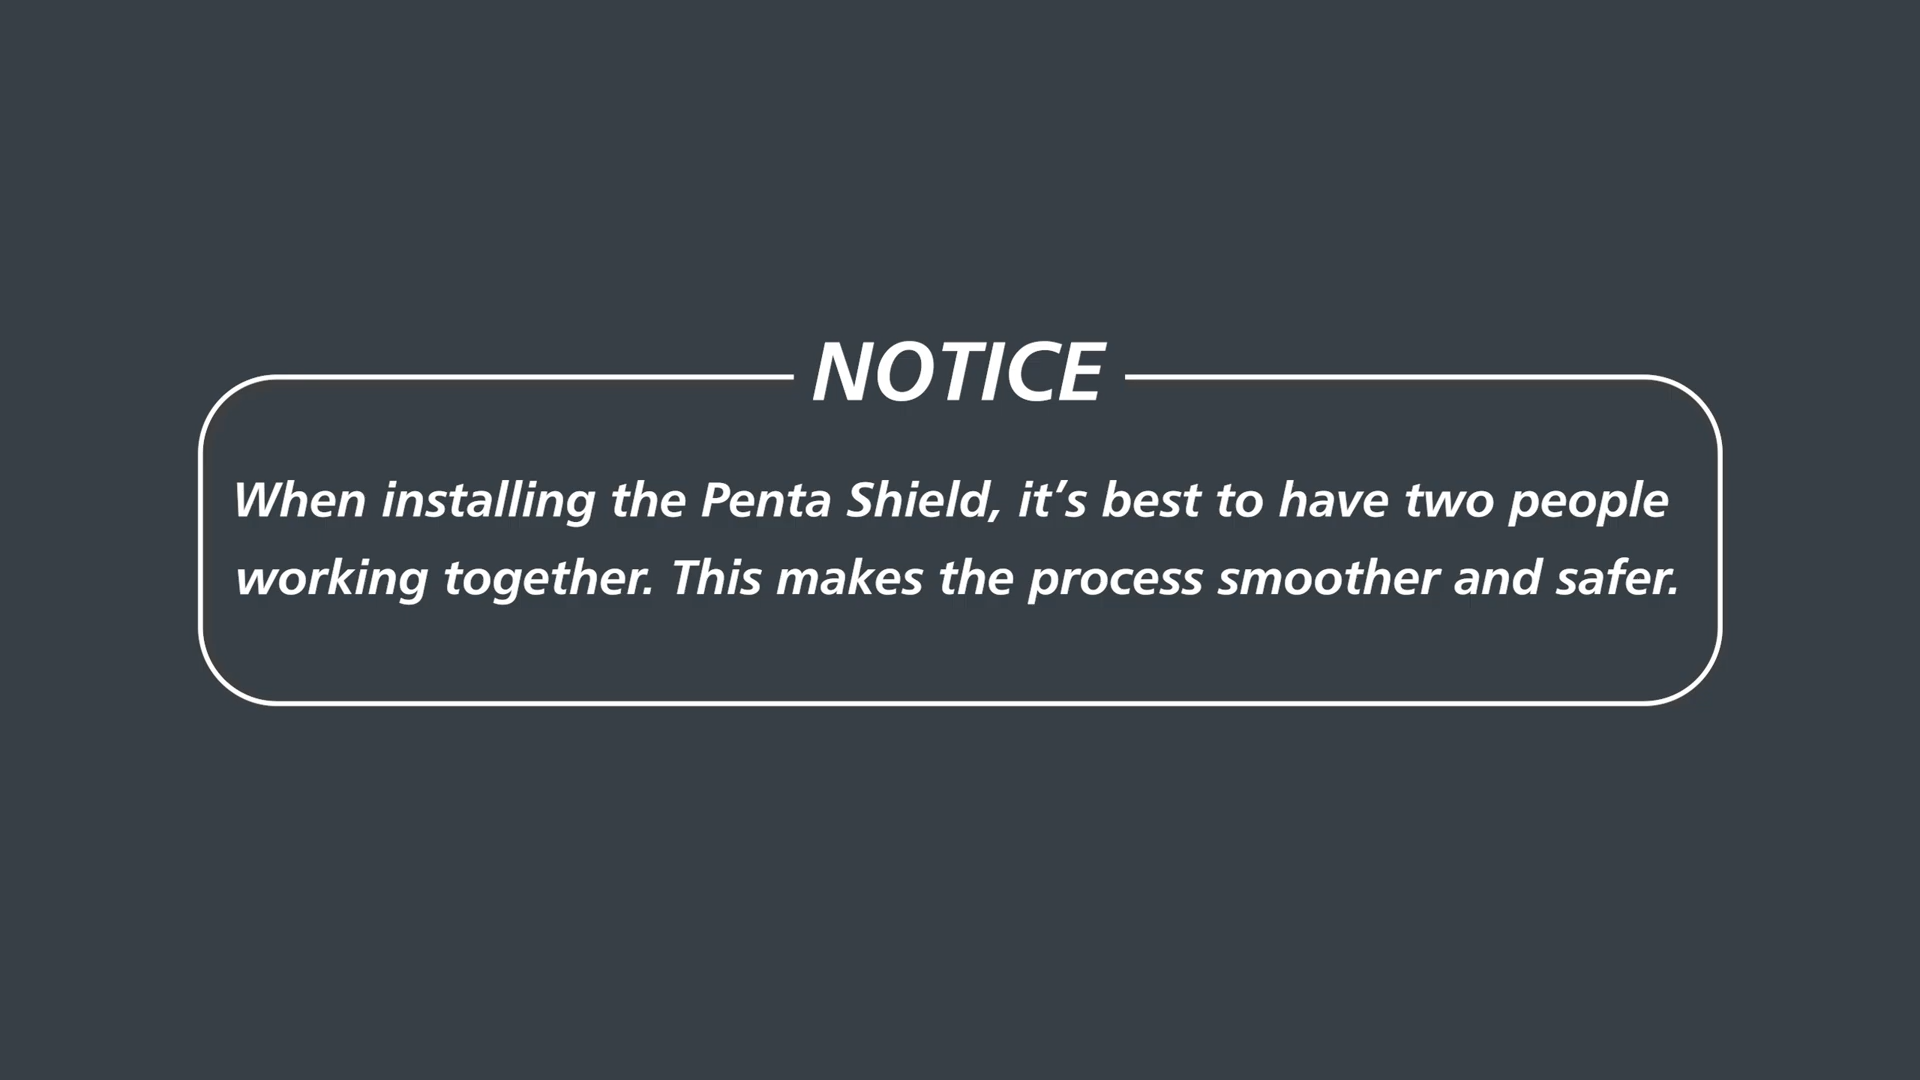 NOTICE
When installing the Penta Shield, it’s best to have two people
working together. This makes the process smoother and safer.